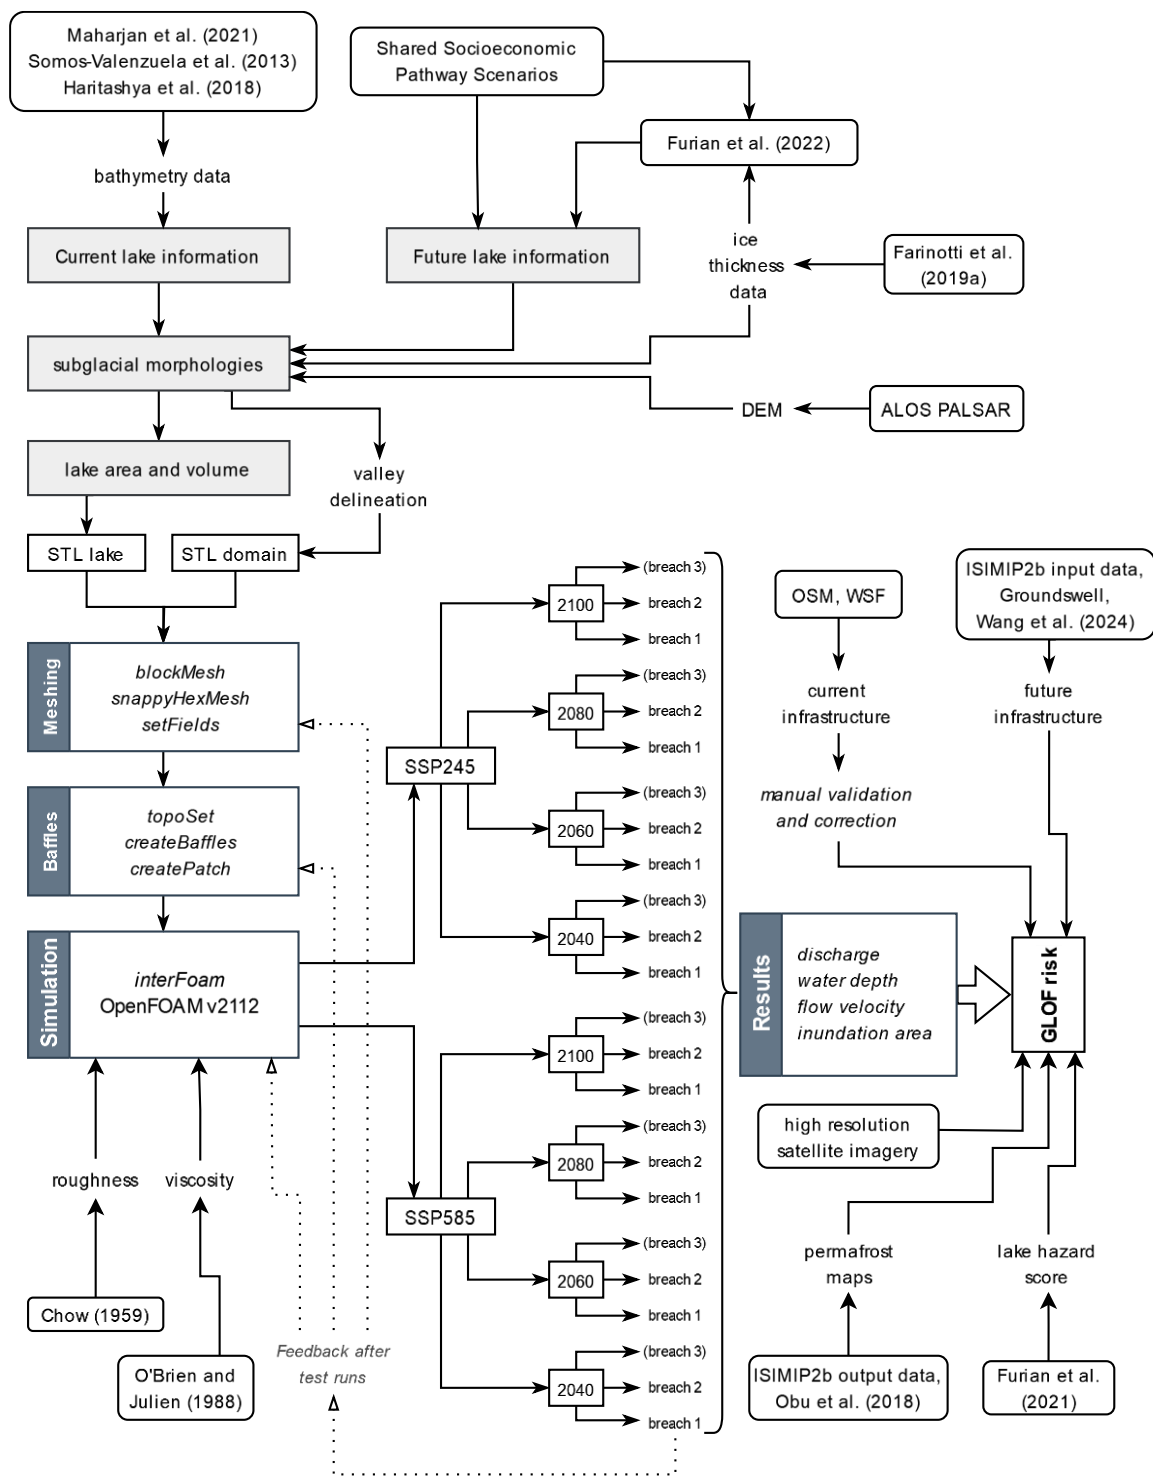 Maharjan et al. (2021)
Somos-Valenzuela et al. (2013)
Haritashya et al. (2018)
Shared Socioeconomic
Pathway Scenarios
Furian et al. (2022)
bathymetry data
Current lake information
Future lake information
ice
thickness
data
Farinotti et al.
(2019a)
subglacial morphologies
DEM
ALOS PALSAR
lake area and volume
valley
delineation
STL lake
STL domain
Meshing
blockMesh
snappyHexMesh
setFields
Baffles
topoSet
createBaffles
createPatch
Simulation
interFoam
OpenFOAM v2112
roughness
viscosity
Chow (1959)
O'Brien and
Julien (1988)
Feedback after
test runs
SSP245
2100
(breach 3)
breach 2
breach 1
2080
(breach 3)
breach 2
breach 1
2060
(breach 3)
breach 2
breach 1
2040
(breach 3)
breach 2
breach 1
SSP585
2100
(breach 3)
breach 2
breach 1
2080
(breach 3)
breach 2
breach 1
2060
(breach 3)
breach 2
breach 1
2040
(breach 3)
breach 2
breach 1
OSM, WSF
current
infrastructure
manual validation
and correction
ISIMIP2b input data,
Groundswell,
Wang et al. (2024)
future
infrastructure
Results
discharge
water depth
flow velocity
inundation area
GLOF risk
high resolution
satellite imagery
permafrost
maps
lake hazard
score
ISIMIP2b output data,
Obu et al. (2018)
Furian et al.
(2021)